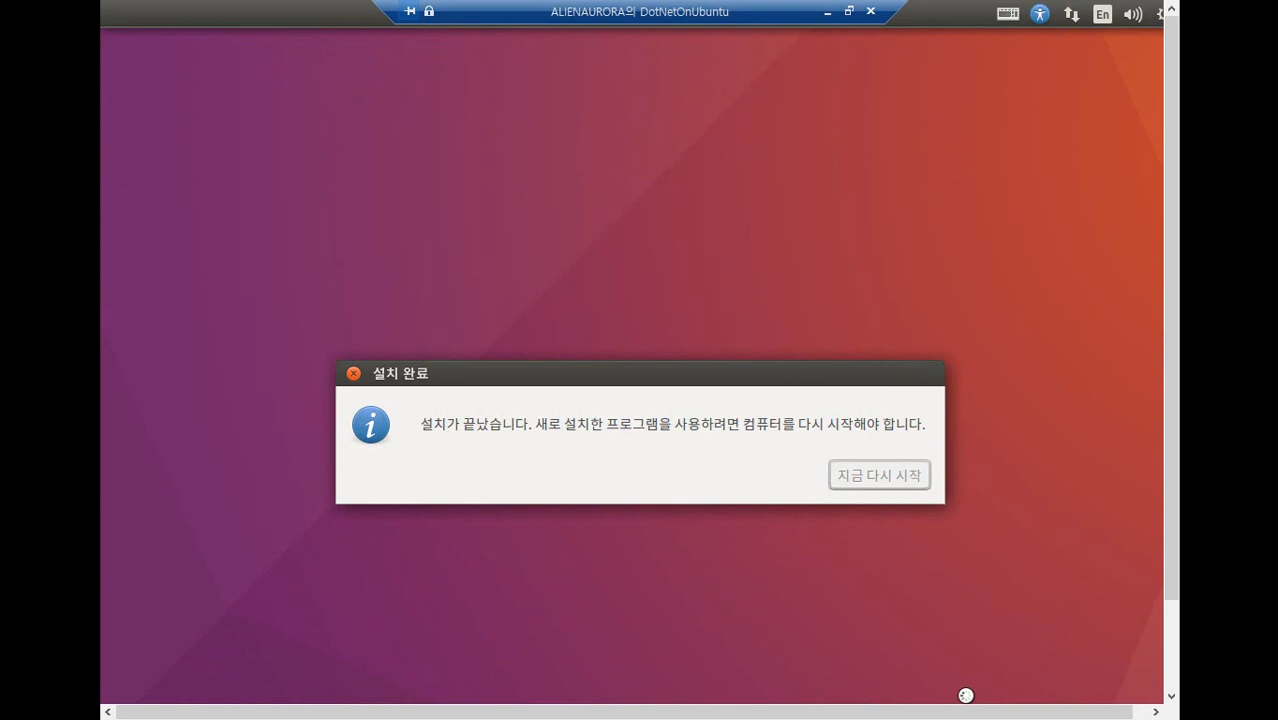 ALIENAURORA의 DotNetOnUbuntu
En
설치 완료
설치가 끝났습니다. 새로 설치한 프로그램을 사용하려면 컴퓨터를 다시 시작해야 합니다.
지금 다시 시작